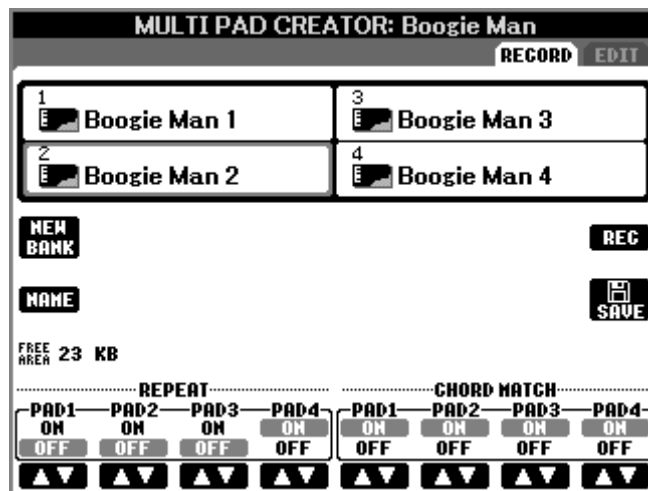 MULTI PAD CREATOR: Boogie Man
RECORD EDIT
1 Boogie Man 1
3 Boogie Man 3
2 Boogie Man 2
4 Boogie Man 4
NEW BANK
REC
NAME
SAVE
FREE AREA 23 KB
REPEAT CHORD MATCH
PAD1 PAD2 PAD3 PAD4 PAD1 PAD2 PAD3 PAD4
ON ON ON ON ON ON ON ON
OFF OFF OFF OFF OFF OFF OFF OFF